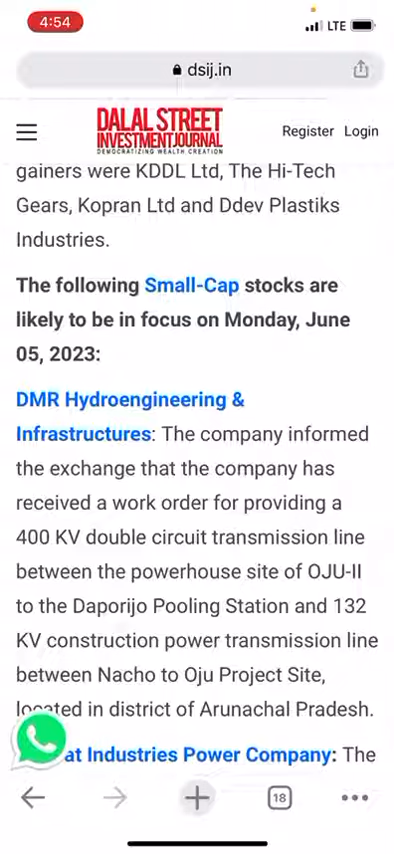 4:54
LTE
dsij.in
DALAL STREET
INVESTMENT JOURNAL
DEMOCRATIZING WEALTH CREATION
Register Login
gainers were KDDL Ltd, The Hi-Tech
Gears, Kopran Ltd and Ddev Plastiks
Industries.
The following Small-Cap stocks are
likely to be in focus on Monday, June
05, 2023:
DMR Hydroengineering &
Infrastructures: The company informed
the exchange that the company has
received a work order for providing a
400 KV double circuit transmission line
between the powerhouse site of OJU-II
to the Daporijo Pooling Station and 132
KV construction power transmission line
between Nacho to Oju Project Site,
located in district of Arunachal Pradesh.
at Industries Power Company: The
18